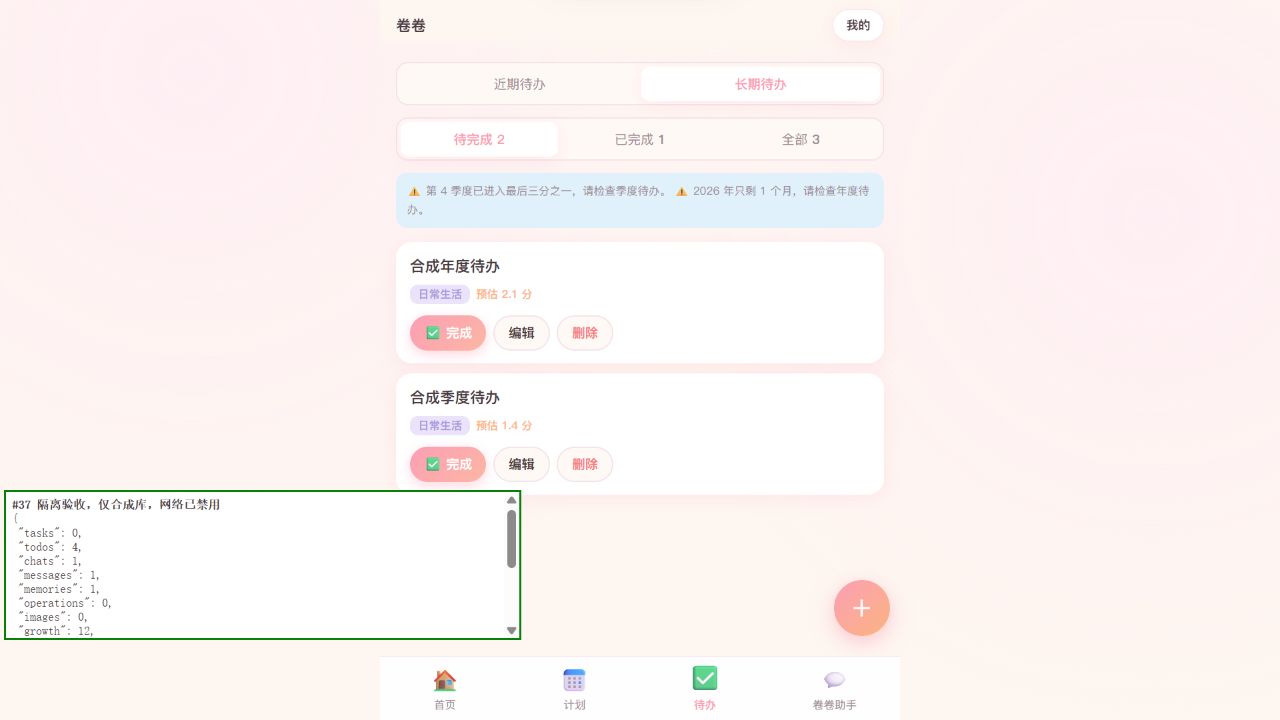 卷卷
我的
近期待办
长期待办
待完成 2
已完成 1
全部 3
⚠️ 第 4 季度已进入最后三分之一，请检查季度待办。 ⚠️ 2026 年只剩 1 个月，请检查年度待
办。
合成年度待办
日常生活 预估 2.1 分
✅ 完成
编辑
删除
合成季度待办
日常生活 预估 1.4 分
✅ 完成
编辑
删除
#37 隔离验收，仅合成库，网络已禁用
{
"tasks": 0,
"todos": 4,
"chats": 1,
"messages": 1,
"memories": 1,
"operations": 0,
"images": 0,
"growth": 12,
+
首页
计划
待办
卷卷助手